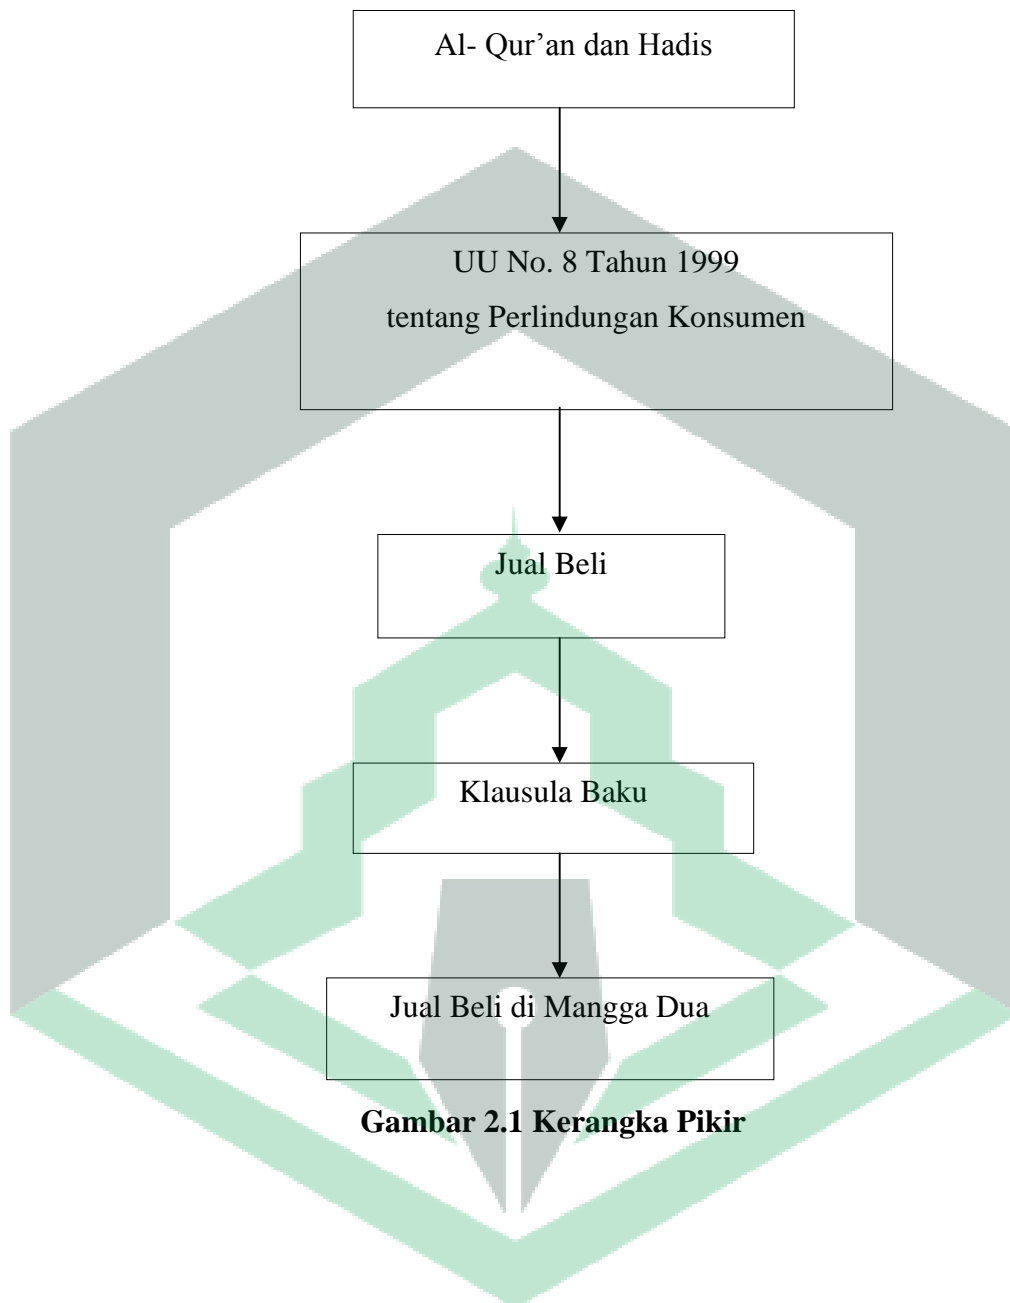 Al- Qur’an dan Hadis
UU No. 8 Tahun 1999
tentang Perlindungan Konsumen
Jual Beli
Klausula Baku
Jual Beli di Mangga Dua
Gambar 2.1 Kerangka Pikir